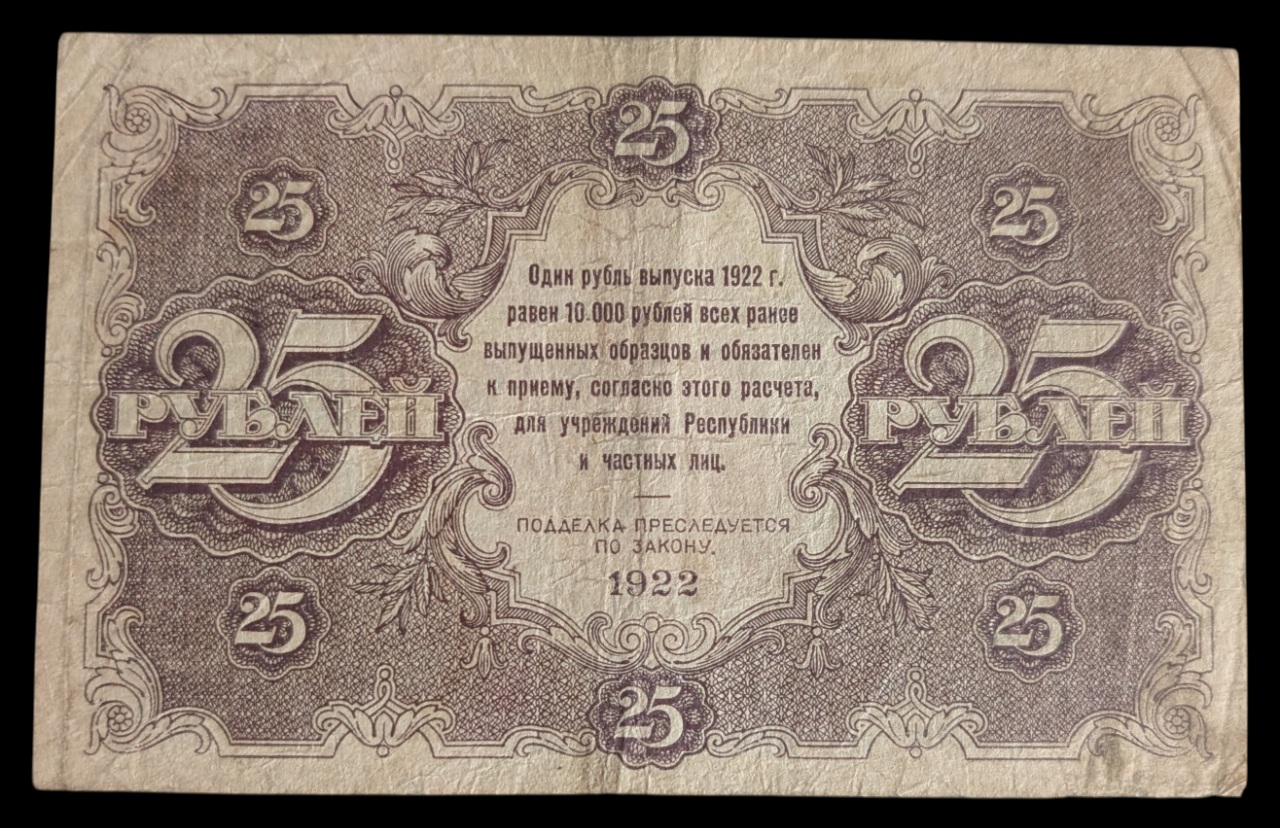 25
25
25
Один рубль выпуска 1922 г.
равен 10.000 рублей всех ранее
выпущенных образцов и обязателен
к приему, согласно этого расчета,
для учреждений Республики
и частных лиц.
25
РУБЛЕЙ
25
РУБЛЕЙ
ПОДДЕЛКА ПРЕСЛЕДУЕТСЯ
ПО ЗАКОНУ.
1922
25
25
25